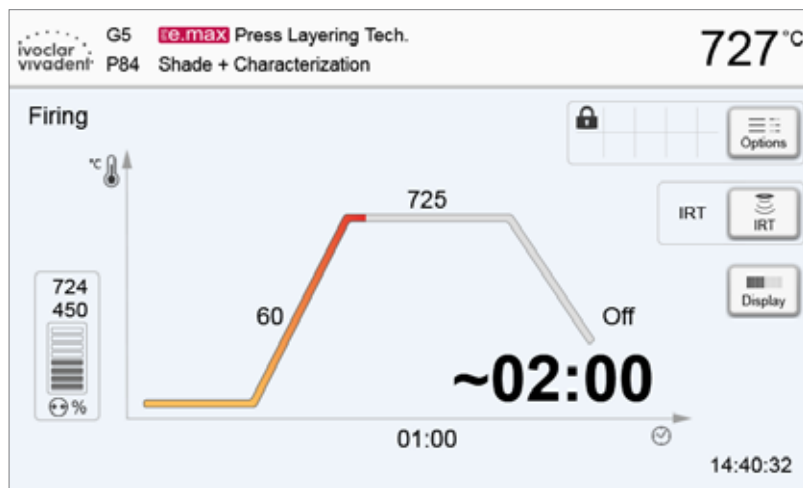 ivoclar
vivadent
G5 e.max Press Layering Tech.
P84 Shade + Characterization
727 °C
Firing
Options
°C
725
IRT
IRT
724
450
60
Display
Off
~02:00
%
01:00
14:40:32